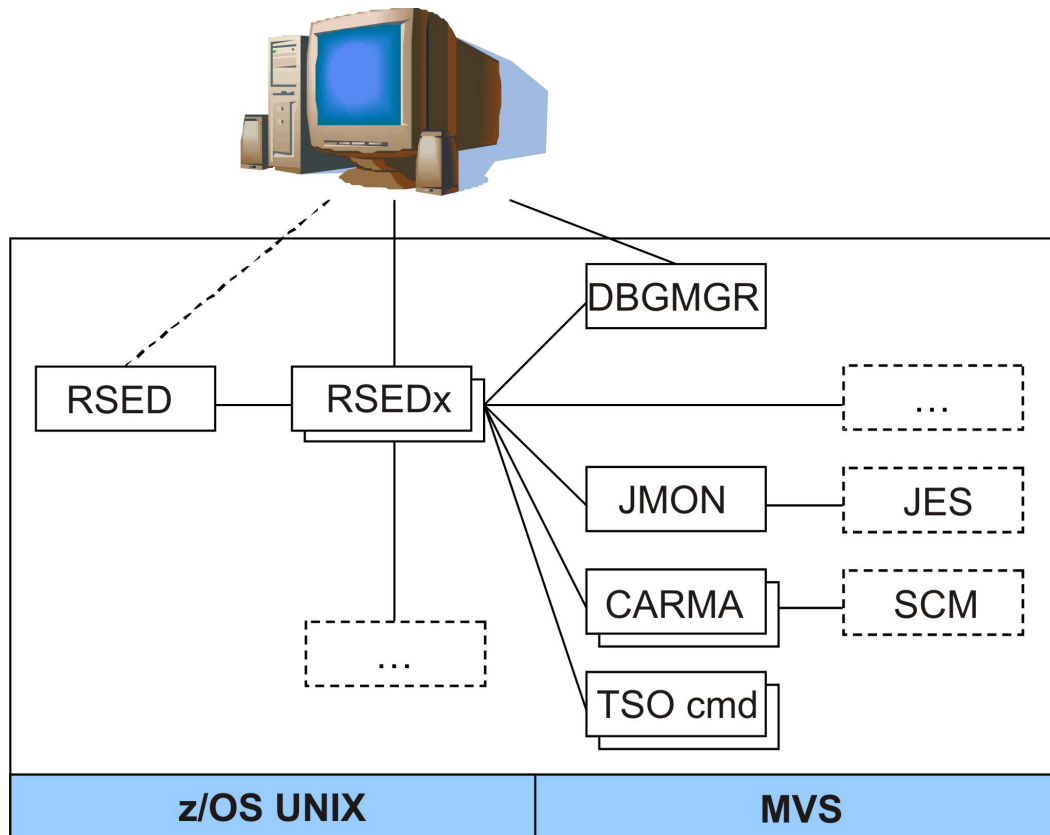 DBGMGR
RSED
RSEDx
...
JMON
JES
CARMA
SCM
...
TSO cmd
z/OS UNIX
MVS